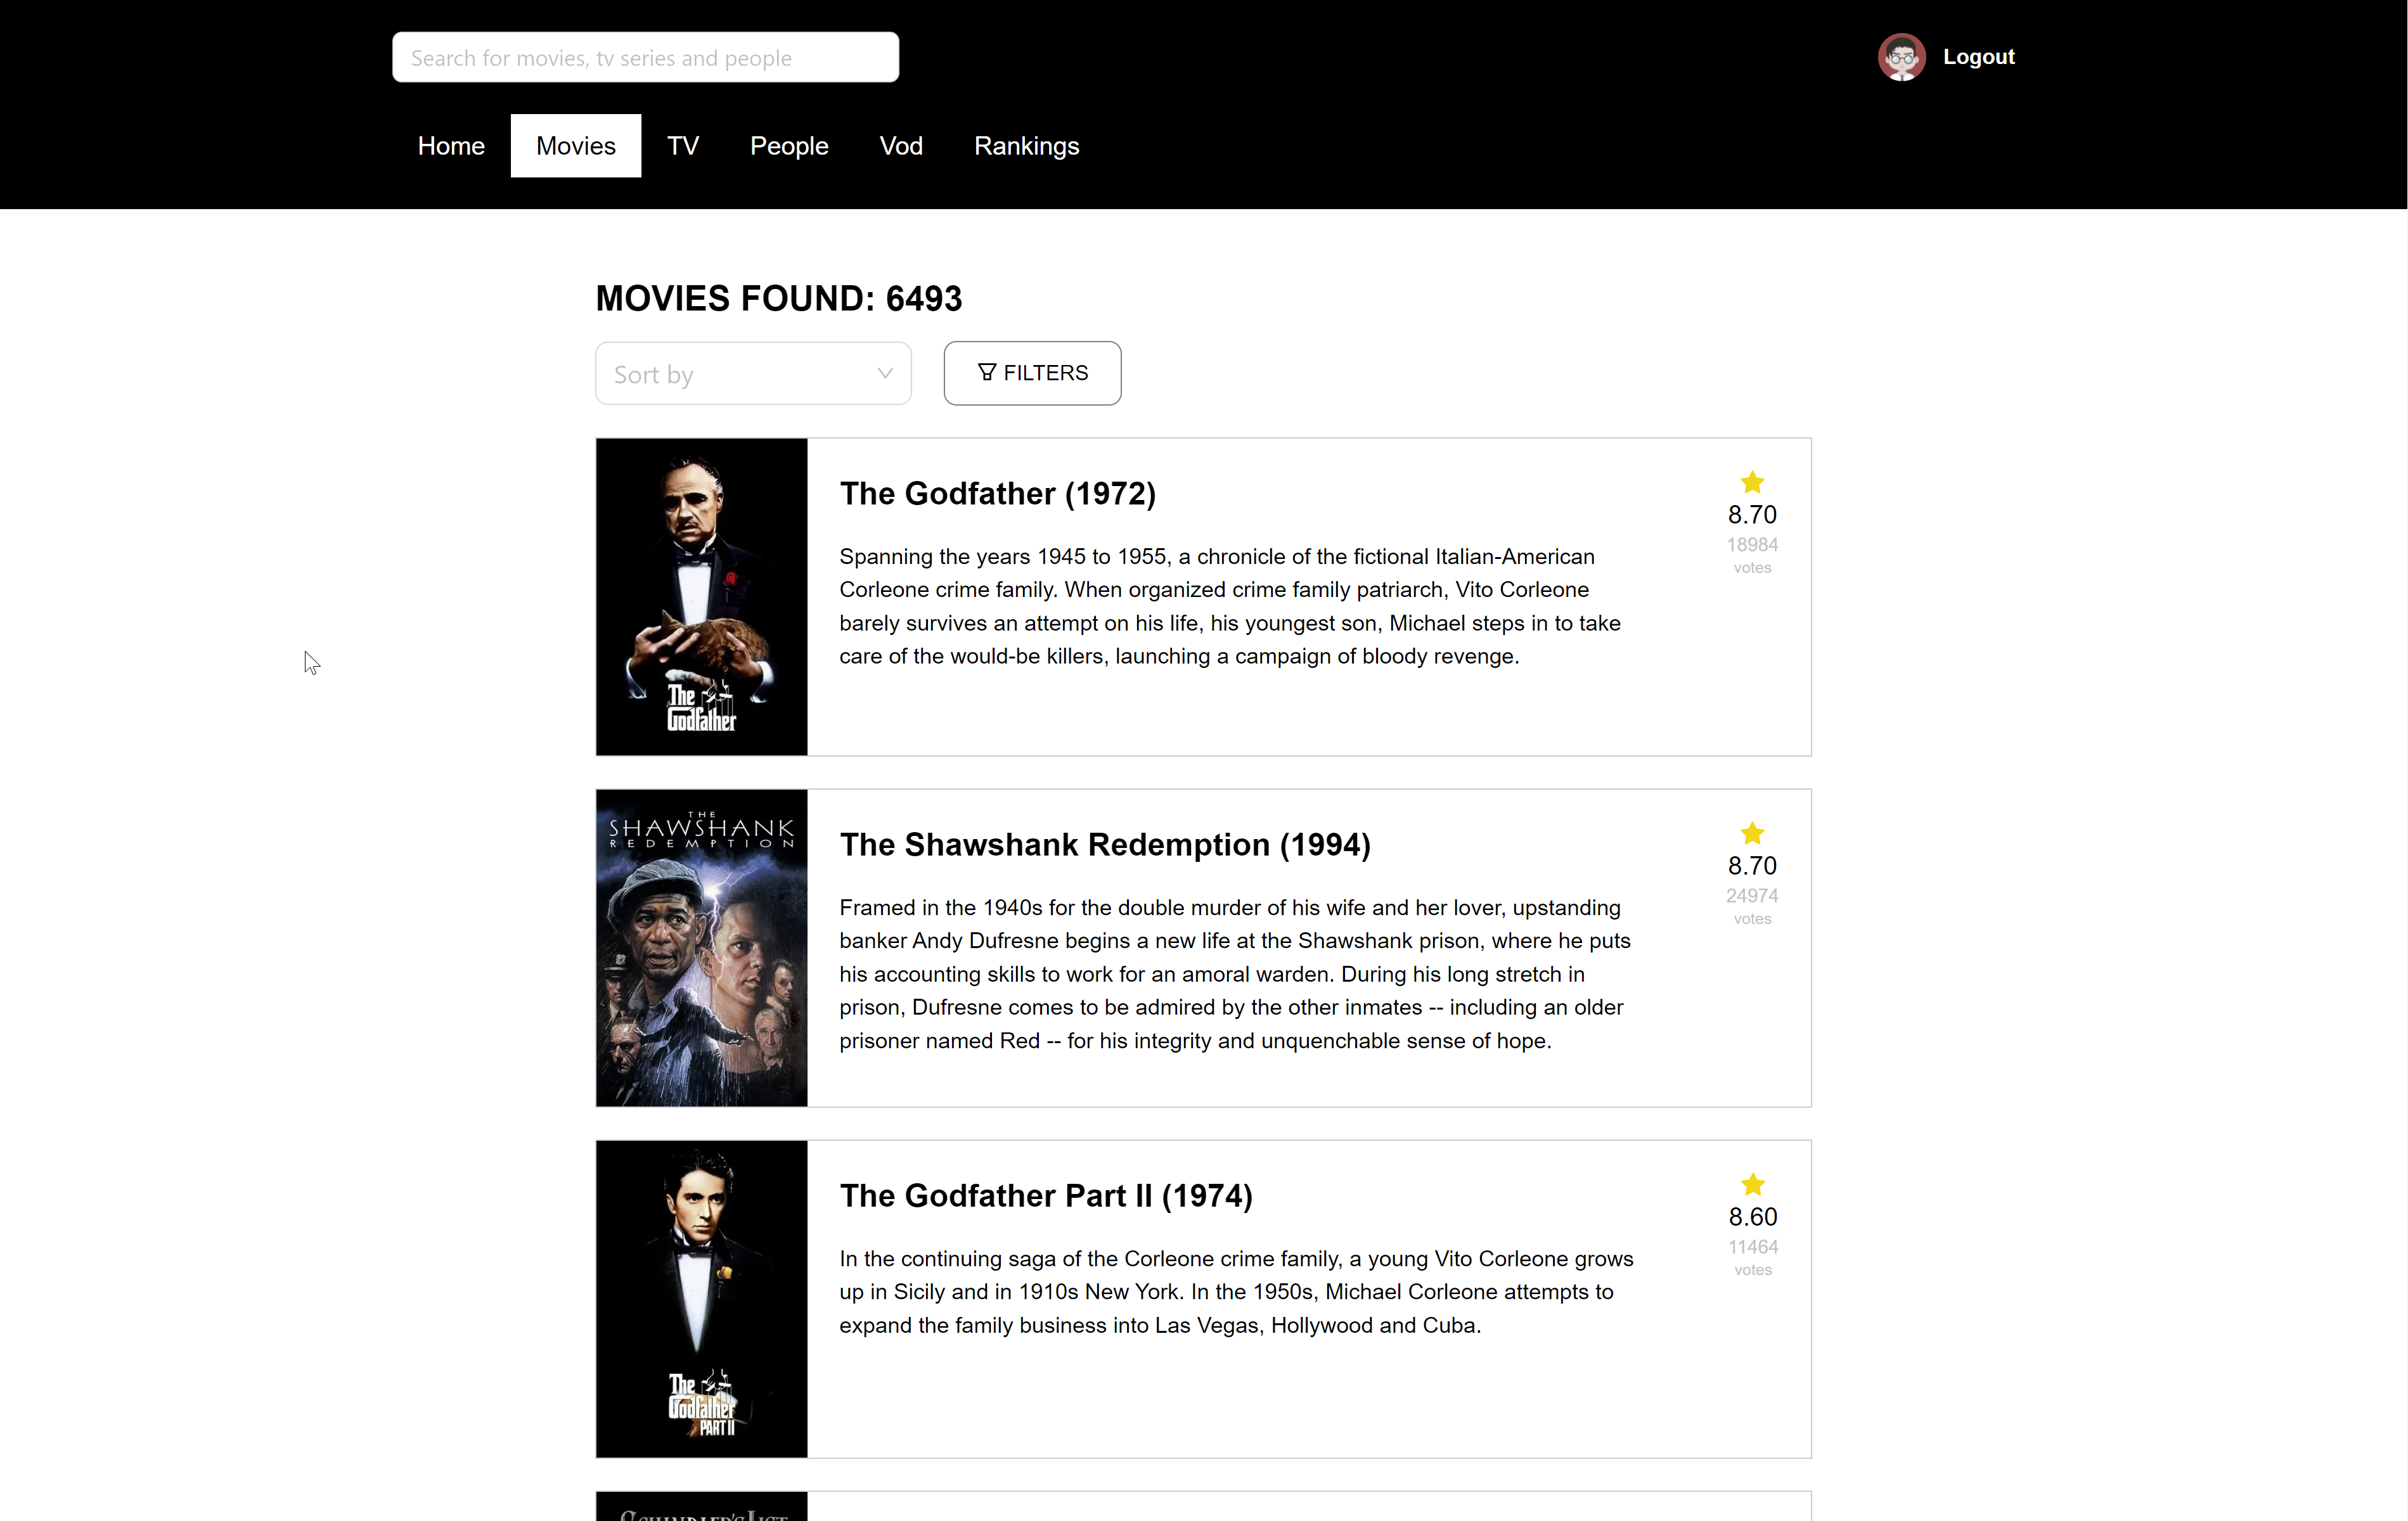 Search for movies, tv series and people
Logout
Home
Movies
TV
People
Vod
Rankings
MOVIES FOUND: 6493
Sort by
FILTERS
The Godfather
The Godfather (1972)
Spanning the years 1945 to 1955, a chronicle of the fictional Italian-American
Corleone crime family. When organized crime family patriarch, Vito Corleone
barely survives an attempt on his life, his youngest son, Michael steps in to take
care of the would-be killers, launching a campaign of bloody revenge.
8.70
18984
votes
THE
SHAWSHANK
REDEMPTION
The Shawshank Redemption (1994)
Framed in the 1940s for the double murder of his wife and her lover, upstanding
banker Andy Dufresne begins a new life at the Shawshank prison, where he puts
his accounting skills to work for an amoral warden. During his long stretch in
prison, Dufresne comes to be admired by the other inmates -- including an older
prisoner named Red -- for his integrity and unquenchable sense of hope.
8.70
24974
votes
The
Godfather
PART II
The Godfather Part II (1974)
In the continuing saga of the Corleone crime family, a young Vito Corleone grows
up in Sicily and in 1910s New York. In the 1950s, Michael Corleone attempts to
expand the family business into Las Vegas, Hollywood and Cuba.
8.60
11464
votes
SCHINDLER'S LIST